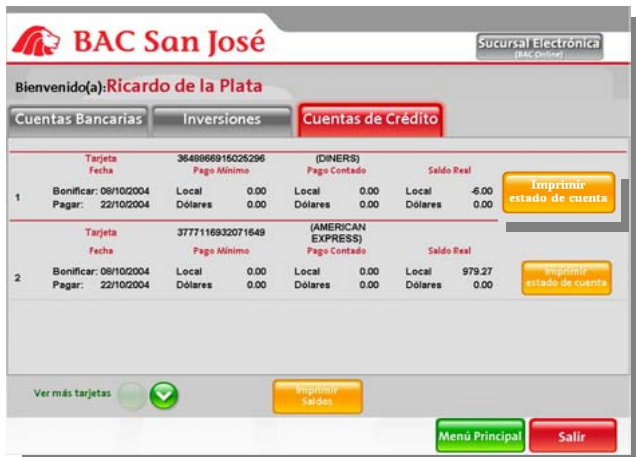 BAC San José
Sucursal Electrónica
(BAC Online)
Bienvenido(a):Ricardo de la Plata
Cuentas Bancarias Inversiones Cuentas de Crédito
Tarjeta 3648866915025296 (DINERS)
Fecha Pago Mínimo Pago Contado Saldo Real
1 Bonificar: 08/10/2004 Local 0.00 Local 0.00 Local -6.00
Pagar: 22/10/2004 Dólares 0.00 Dólares 0.00 Dólares 0.00
Imprimir
estado de cuenta
Tarjeta 3777116932071649 (AMERICAN
EXPRESS)
Fecha Pago Mínimo Pago Contado Saldo Real
2 Bonificar: 08/10/2004 Local 0.00 Local 0.00 Local 979.27
Pagar: 22/10/2004 Dólares 0.00 Dólares 0.00 Dólares 0.00
Imprimir
estado de cuenta
Ver más tarjetas
Imprimir
Saldos
Menú Principal Salir